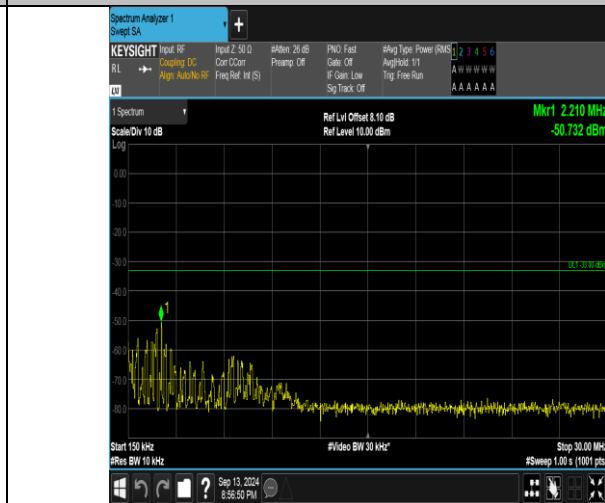 Spectrum Analyzer 1
Swept SA
+
KEYSIGHT
RL
Input: RF
Coupling: DC
Align: Auto/No RF
Input Z: 50 Ω
Corr CCorr
Freq Ref: Int (S)
#Atten: 26 dB
Preamp: Off
PNO: Fast
Gate: Off
IF Gain: Low
Sig Track: Off
#Avg Type: Power (RMS
Avg|Hold: 1/1
Trig: Free Run
1 2 3 4 5 6
A W W W W W
A A A A A A
LXI
1 Spectrum
Scale/Div 10 dB
Ref Lvl Offset 8.10 dB
Ref Level 10.00 dBm
Mkr1 2.210 MHz
-50.732 dBm
Log
0.00
-10.0
-20.0
-30.0
DL1 -33.00 dBm
-40.0
1
-50.0
-60.0
-70.0
-80.0
Start 150 kHz
#Res BW 10 kHz
#Video BW 30 kHz*
Stop 30.00 MHz
#Sweep 1.00 s (1001 pts
?
Sep 13, 2024
8:56:50 PM